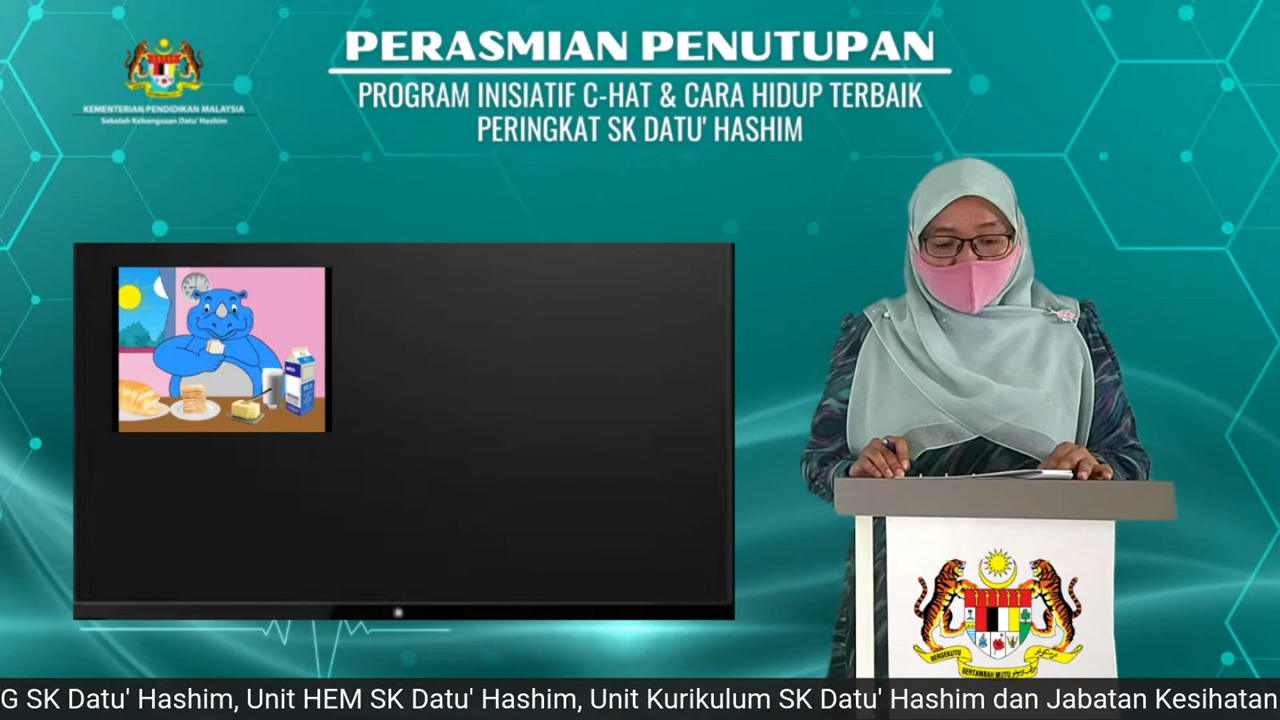 PERASMIAN PENUTUPAN
PROGRAM INISIATIF C-HAT & CARA HIDUP TERBAIK
PERINGKAT SK DATU' HASHIM
KEMENTERIAN PENDIDIKAN MALAYSIA
Sekolah Kebangsaan Datu' Hashim
BERSEKUTU
BERTAMBAH MUTU
G SK Datu' Hashim, Unit HEM SK Datu' Hashim, Unit Kurikulum SK Datu' Hashim dan Jabatan Kesihatan